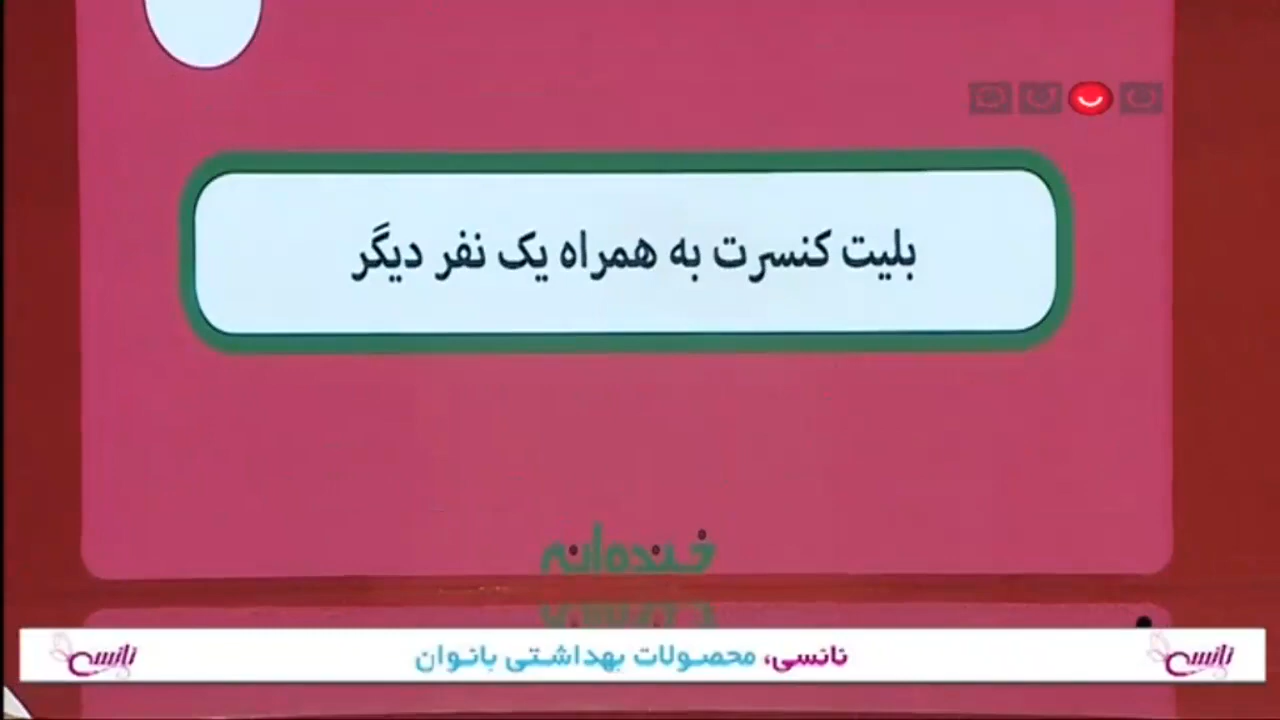 بلیت کنسرت به همراه یک نفر دیگر
خندوانه
نانسی
نانسی، محصولات بهداشتی بانوان
نانسی